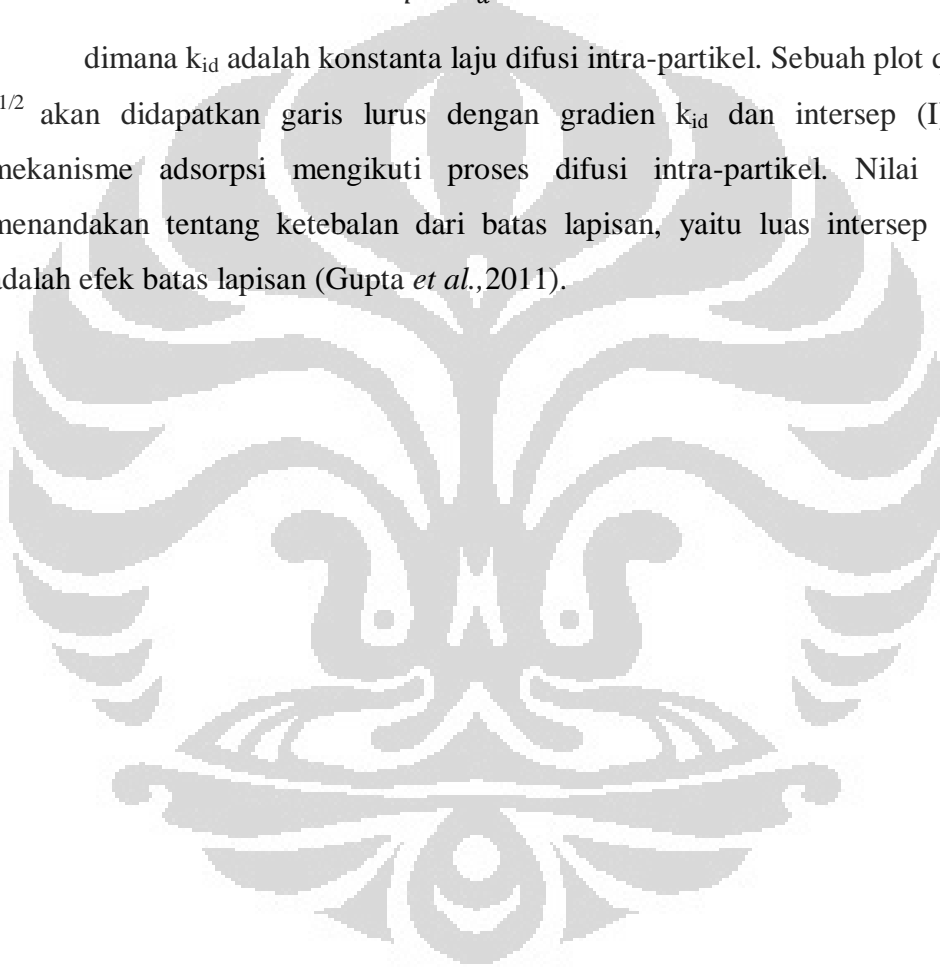 dimana k_id adalah konstanta laju difusi intra-partikel. Sebuah plot
1/2 akan didapatkan garis lurus dengan gradien k_id dan intersep (I
mekanisme adsorpsi mengikuti proses difusi intra-partikel. Nilai
menandakan tentang ketebalan dari batas lapisan, yaitu luas intersep
adalah efek batas lapisan (Gupta et al.,2011).